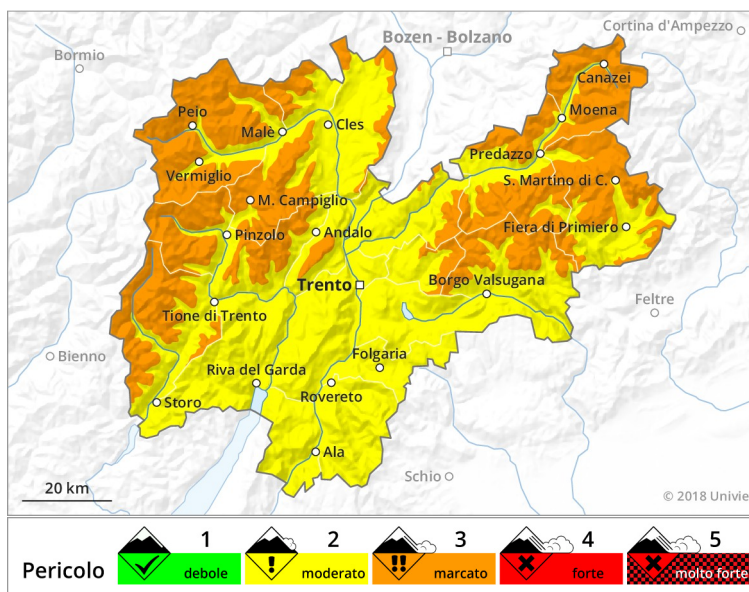 Cortina d'Ampezzo
Bozen - Bolzano
Bormio
Canazei
Peio
Moena
Malè
Cles
Predazzo
Vermiglio
S. Martino di C.
M. Campiglio
Fiera di Primiero
Pinzolo
Andalo
Borgo Valsugana
Trento
Feltre
Tione di Trento
Bienno
Folgaria
Riva del Garda
Rovereto
Storo
Ala
Schio
20 km
© 2018 Univie
Pericolo
1
debole
2
moderato
3
marcato
4
forte
5
molto forte